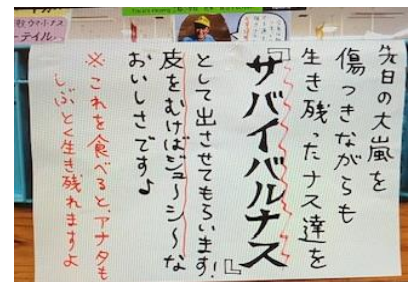 先日の大嵐を
傷つきながらも
生き残ったナス達を
『サバイバルナス』
として出させてもらいます!
皮をむけばジュ〜シ〜な
おいしさです♪
※これを食べると、アナタも
しぶとく生き残れますよ